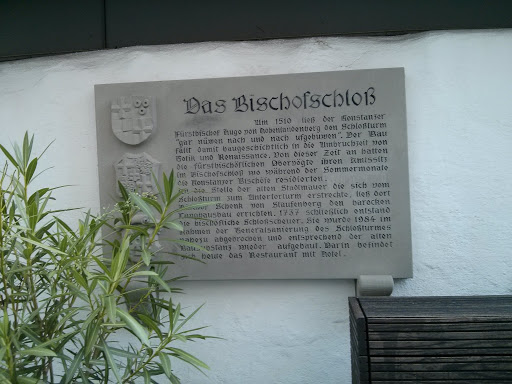 Das Bischofschloß
Um 1510 ließ der Konstanzer
Fürstbischof Hugo von Hohenlandenberg den Schloßturm
"gar nüwen nach und nach ufgebuwen". Der Bau
fällt damit baugeschichtlich in die Umbruchzeit von
Gotik und Renaissance. Von dieser Zeit an hatten
die fürstbischöflichen Obervögte ihren Amtssitz
im Bischofschloß wo während der Sommermonate
die Konstanzer Bischöfe residierten.
An die Stelle der alten Stadtmauer die sich vom
Schloßturm zum Untertorturm erstreckte, ließ dort
Schenk von Staufenberg den barocken
errichten. 1787 schließlich entstand
die bischöfliche Schloßscheuer. Sie wurde 1984 im
Rahmen der Generalsanierung des Schloßturmes
abgebrochen und entsprechend der alten
Bausubstanz wieder aufgebaut. Darin befindet
sich heute das Restaurant mit Hotel.